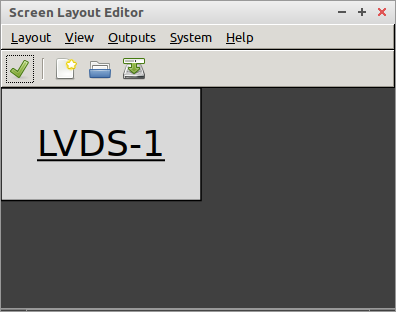 Screen Layout Editor
Layout View Outputs System Help
LVDS-1